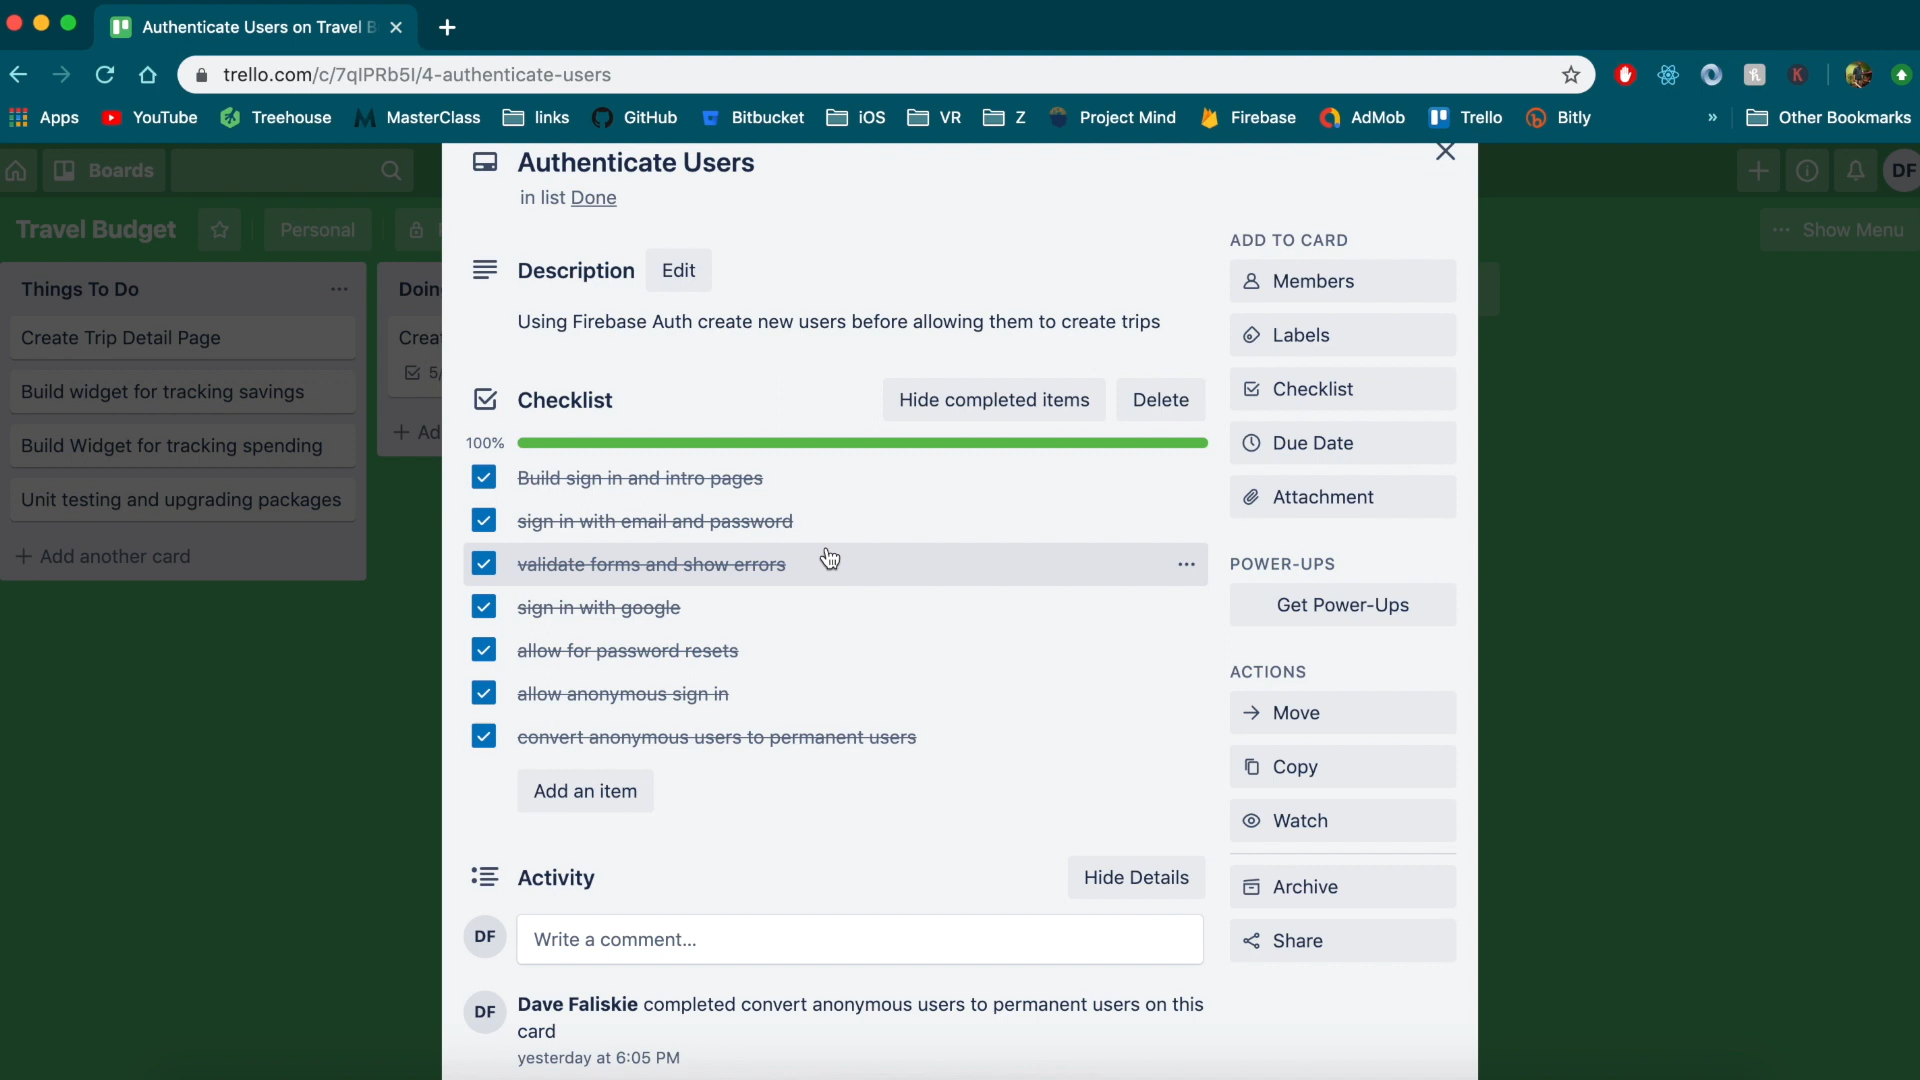 Authenticate Users on Travel B
trello.com/c/7qlPRb5l/4-authenticate-users
Apps YouTube Treehouse MasterClass links GitHub Bitbucket iOS VR Z Project Mind Firebase AdMob Trello Bitly » Other Bookmarks
Boards
DF
Travel Budget
Personal
Show Menu
Things To Do
Create Trip Detail Page
Build widget for tracking savings
Build Widget for tracking spending
Unit testing and upgrading packages
+ Add another card
Doin
Crea
5/
+ Ad
Authenticate Users
in list Done
Description
Edit
Using Firebase Auth create new users before allowing them to create trips
Checklist
Hide completed items
Delete
100%
Build sign in and intro pages
sign in with email and password
validate forms and show errors
sign in with google
allow for password resets
allow anonymous sign in
convert anonymous users to permanent users
Add an item
Activity
Hide Details
DF
Write a comment...
DF
Dave Faliskie completed convert anonymous users to permanent users on this
card
yesterday at 6:05 PM
ADD TO CARD
Members
Labels
Checklist
Due Date
Attachment
POWER-UPS
Get Power-Ups
ACTIONS
Move
Copy
Watch
Archive
Share